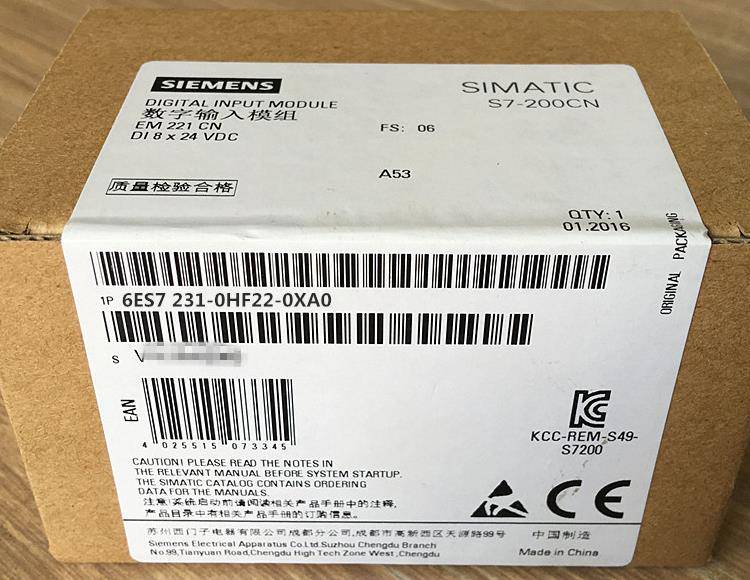 SIEMENS
SIMATIC
S7-200CN
DIGITAL INPUT MODULE
数字输入模组
EM 221 CN
DI 8 x 24 VDC
FS: 06
A53
质量检验合格
QTY: 1
01.2016
ORIGINAL PACKAGING
1P 6ES7 231-0HF22-0XA0
S V
EAN
4 025515 073345
KCC-REM-S49-
S7200
CAUTION! PLEASE READ THE NOTES IN
THE RELEVANT MANUAL BEFORE SYSTEM STARTUP.
THE SIMATIC CATALOG CONTAINS ORDERING
DATA FOR THE MANUALS.
注意!系统启动前请阅读相关产品手册中的注释,
产品目录中有相关产品手册的订购信息。
CE
苏州西门子电器有限公司成都分公司,成都市高新西区天源路99号
Siemens Electrical Apparatus Co.Ltd.Suzhou Chengdu Branch
No.99,Tianyuan Road,Chengdu High Tech Zone West ,Chengdu
中国制造
Made in China